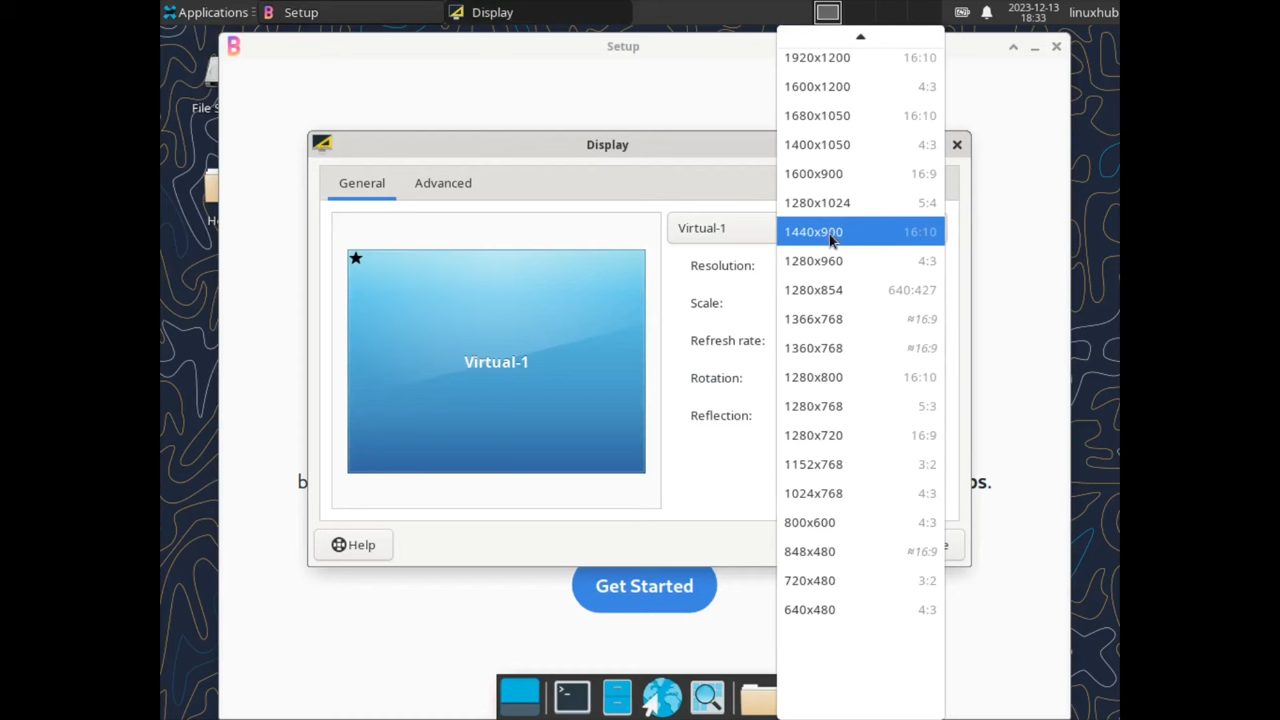 Applications
Setup
Display
2023-12-13
18:33
linuxhub
Setup
Display
General
Advanced
Virtual-1
Virtual-1
Resolution:
Scale:
Refresh rate:
Rotation:
Reflection:
Help
Get Started
1920x1200 16:10
1600x1200 4:3
1680x1050 16:10
1400x1050 4:3
1600x900 16:9
1280x1024 5:4
1440x900 16:10
1280x960 4:3
1280x854 640:427
1366x768 ≈16:9
1360x768 ≈16:9
1280x800 16:10
1280x768 5:3
1280x720 16:9
1152x768 3:2
1024x768 4:3
800x600 4:3
848x480 ≈16:9
720x480 3:2
640x480 4:3